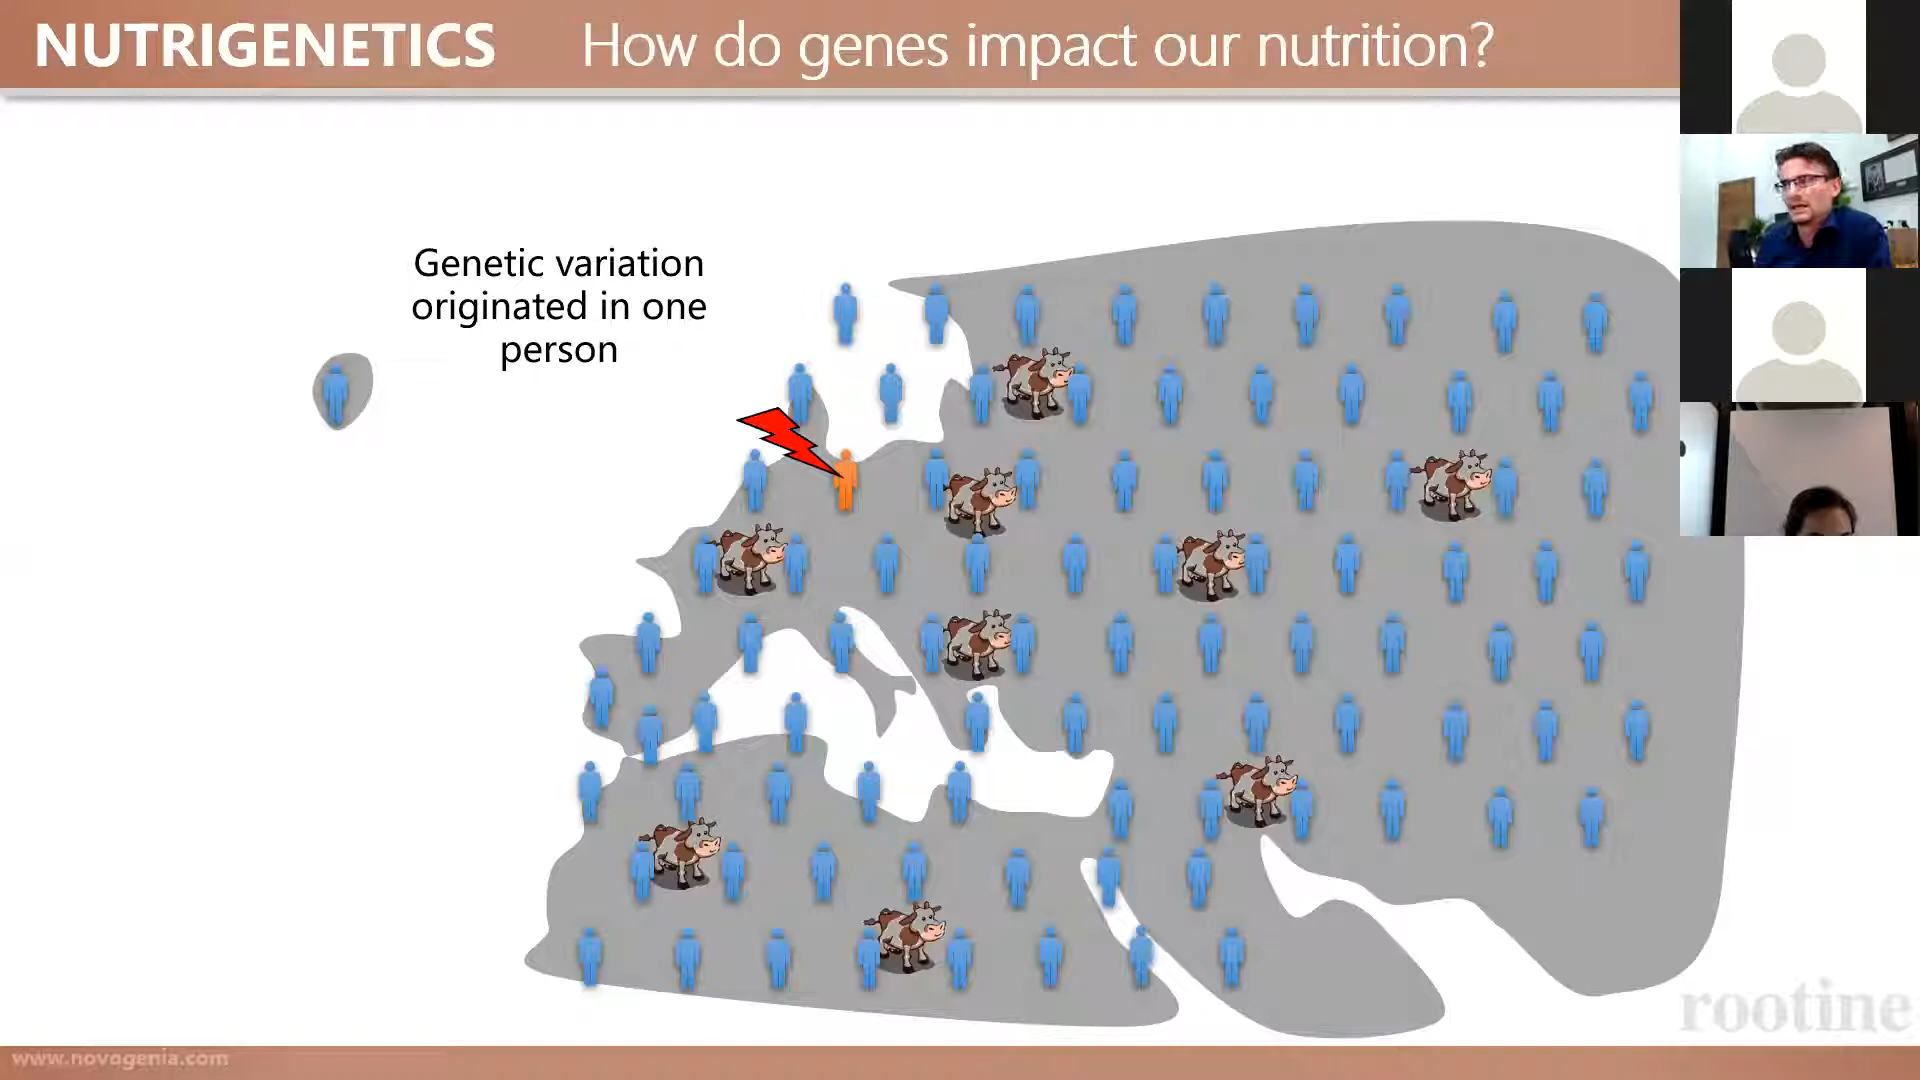 NUTRIGENETICS How do genes impact our nutrition?
Genetic variation
originated in one
person
rootine
www.novogenia.com